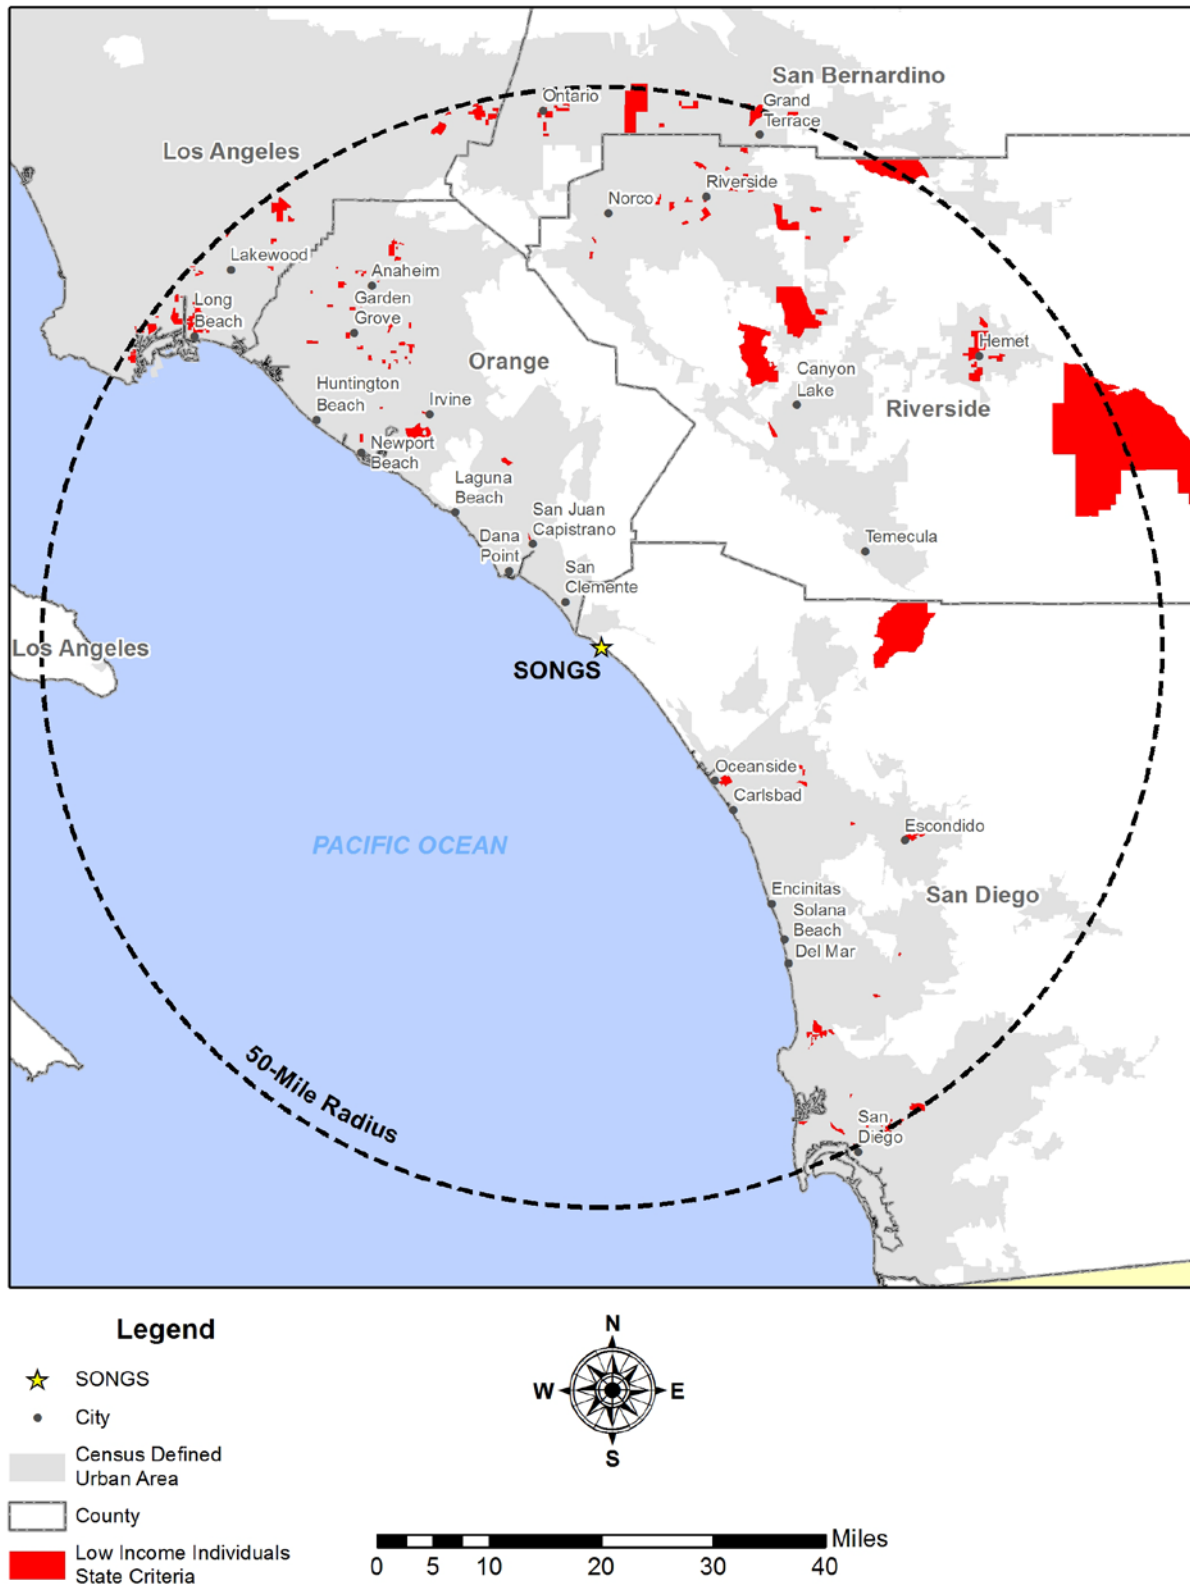 San Bernardino
Ontario
Grand
Terrace
Los Angeles
Riverside
Norco
Lakewood
Anaheim
Long
Beach
Garden
Grove
Hemet
Orange
Canyon
Lake
Huntington
Beach
Irvine
Riverside
Newport
Beach
Laguna
Beach
San Juan
Capistrano
Dana
Point
Temecula
San
Clemente
Los Angeles
SONGS
Oceanside
Carlsbad
PACIFIC OCEAN
Escondido
Encinitas
San Diego
Solana
Beach
Del Mar
50-Mile Radius
San
Diego
Legend
SONGS
City
Census Defined
Urban Area
County
Low Income Individuals
State Criteria
N
W
E
S
Miles
0 5 10 20 30 40